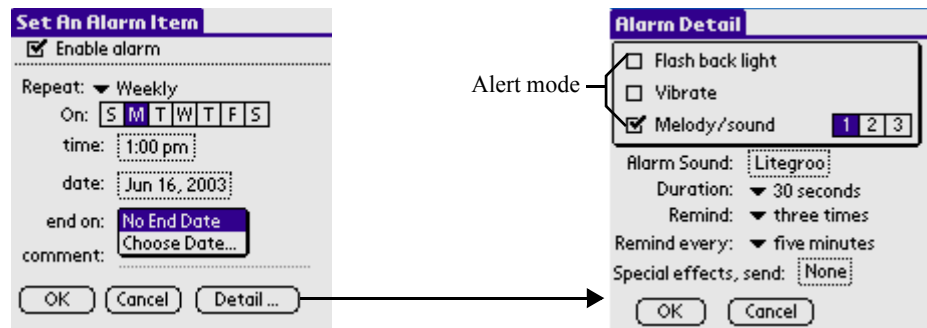 Set An Alarm Item
Enable alarm
Repeat: Weekly
On: S M T W T F S
time: 1:00 pm
date: Jun 16, 2003
end on: No End Date
Choose Date...
comment:
OK Cancel Detail ...
Alert mode
Alarm Detail
Flash back light
Vibrate
Melody/sound 1 2 3
Alarm Sound: Litegroo
Duration: 30 seconds
Remind: three times
Remind every: five minutes
Special effects, send: None
OK Cancel